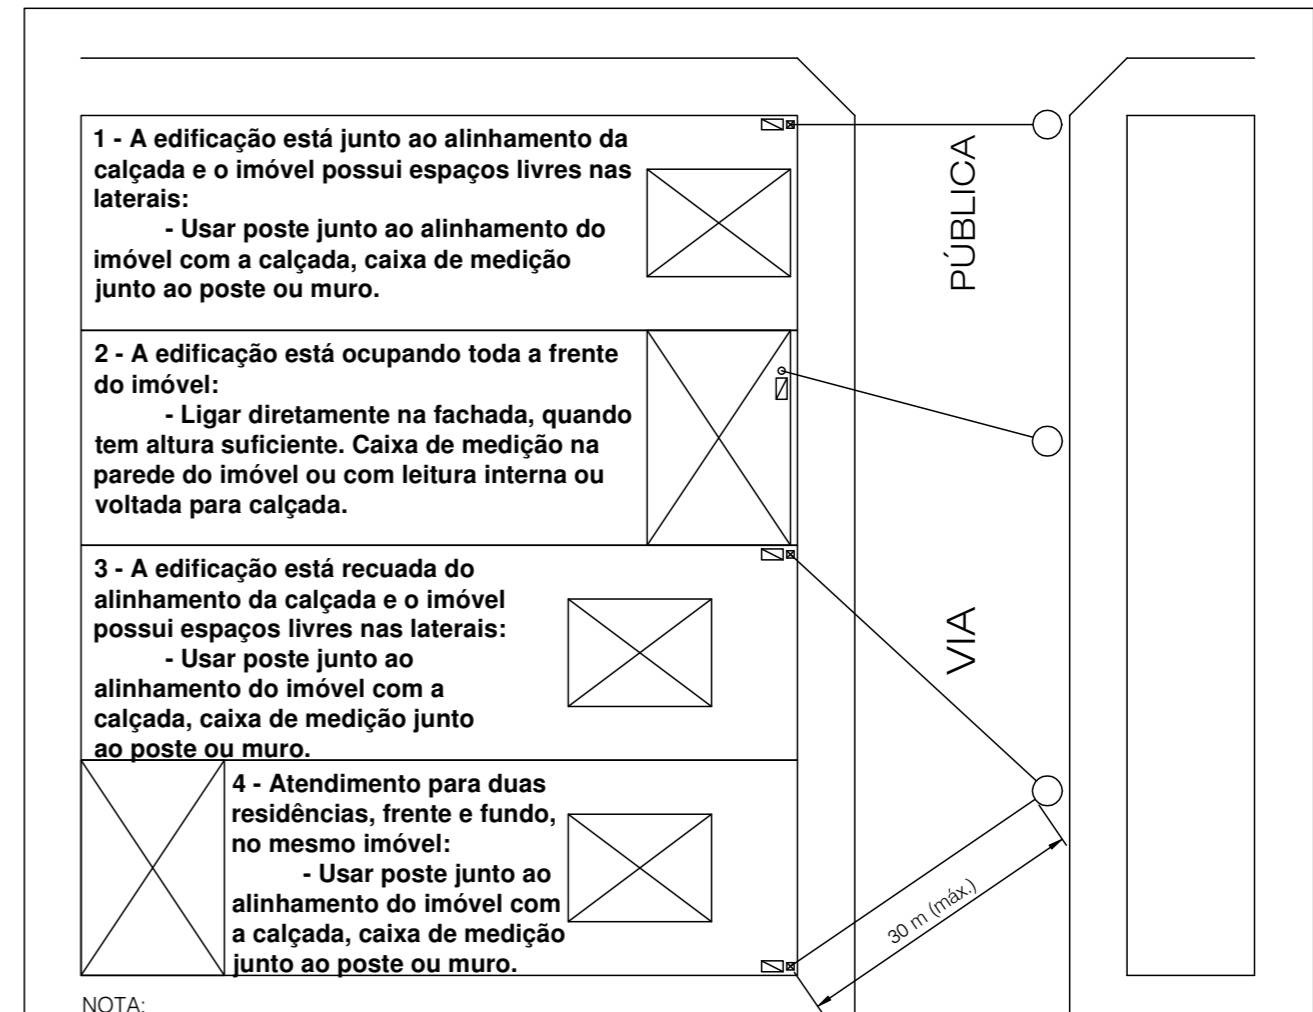 1 - A edificação está junto ao alinhamento da
calçada e o imóvel possui espaços livres nas
laterais:
- Usar poste junto ao alinhamento do
imóvel com a calçada, caixa de medição
junto ao poste ou muro.
2 - A edificação está ocupando toda a frente
do imóvel:
- Ligar diretamente na fachada, quando
tem altura suficiente. Caixa de medição na
parede do imóvel ou com leitura interna ou
voltada para calçada.
3 - A edificação está recuada do
alinhamento da calçada e o imóvel
possui espaços livres nas laterais:
- Usar poste junto ao
alinhamento do imóvel com a
calçada, caixa de medição junto
ao poste ou muro.
4 - Atendimento para duas
residências, frente e fundo,
no mesmo imóvel:
- Usar poste junto ao
alinhamento do imóvel com
a calçada, caixa de medição
junto ao poste ou muro.
VIA PÚBLICA
30 m (máx.)
NOTA: